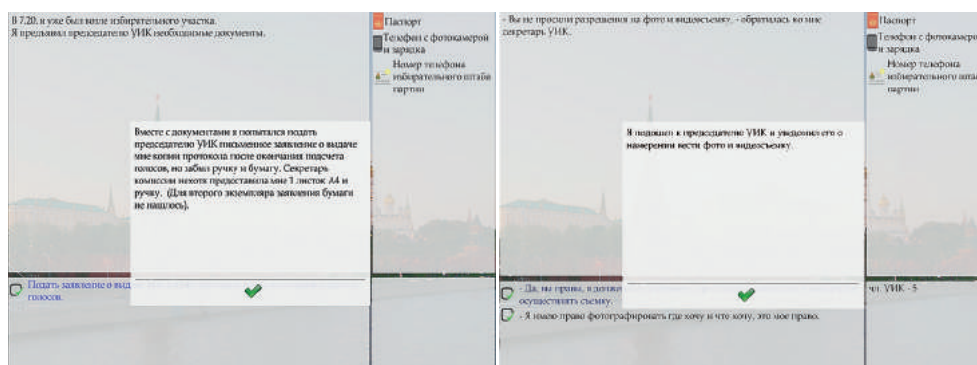 В 7.20. я уже был возле избирательного участка.
Я предъявил председателю УИК необходимые документы.
Вместе с документами я попытался подать
председателю УИК письменное заявление о выдаче
мне копии протокола после окончания подсчета
голосов, но забыл ручку и бумагу. Секретарь
комиссии нехотя предоставила мне 1 листок А4 и
ручку. (Для второго экземпляра заявления бумаги
не нашлось).
Подать заявление о выд
голосов.
Паспорт
Телефон с фотокамерой
и зарядка
Номер телефона
избирательного штаба
партии
- Вы не просили разрешения на фото и видеосъемку, - обратилась ко мне
секретарь УИК.
Я подошел к председателю УИК и уведомил его о
намерении вести фото и видеосъемку.
- Да, вы правы, я должен
осуществлять съемку.
- Я имею право фотографировать где хочу и что хочу, это мое право.
Паспорт
Телефон с фотокамерой
и зарядка
Номер телефона
избирательного штаба
партии
чл. УИК - 5